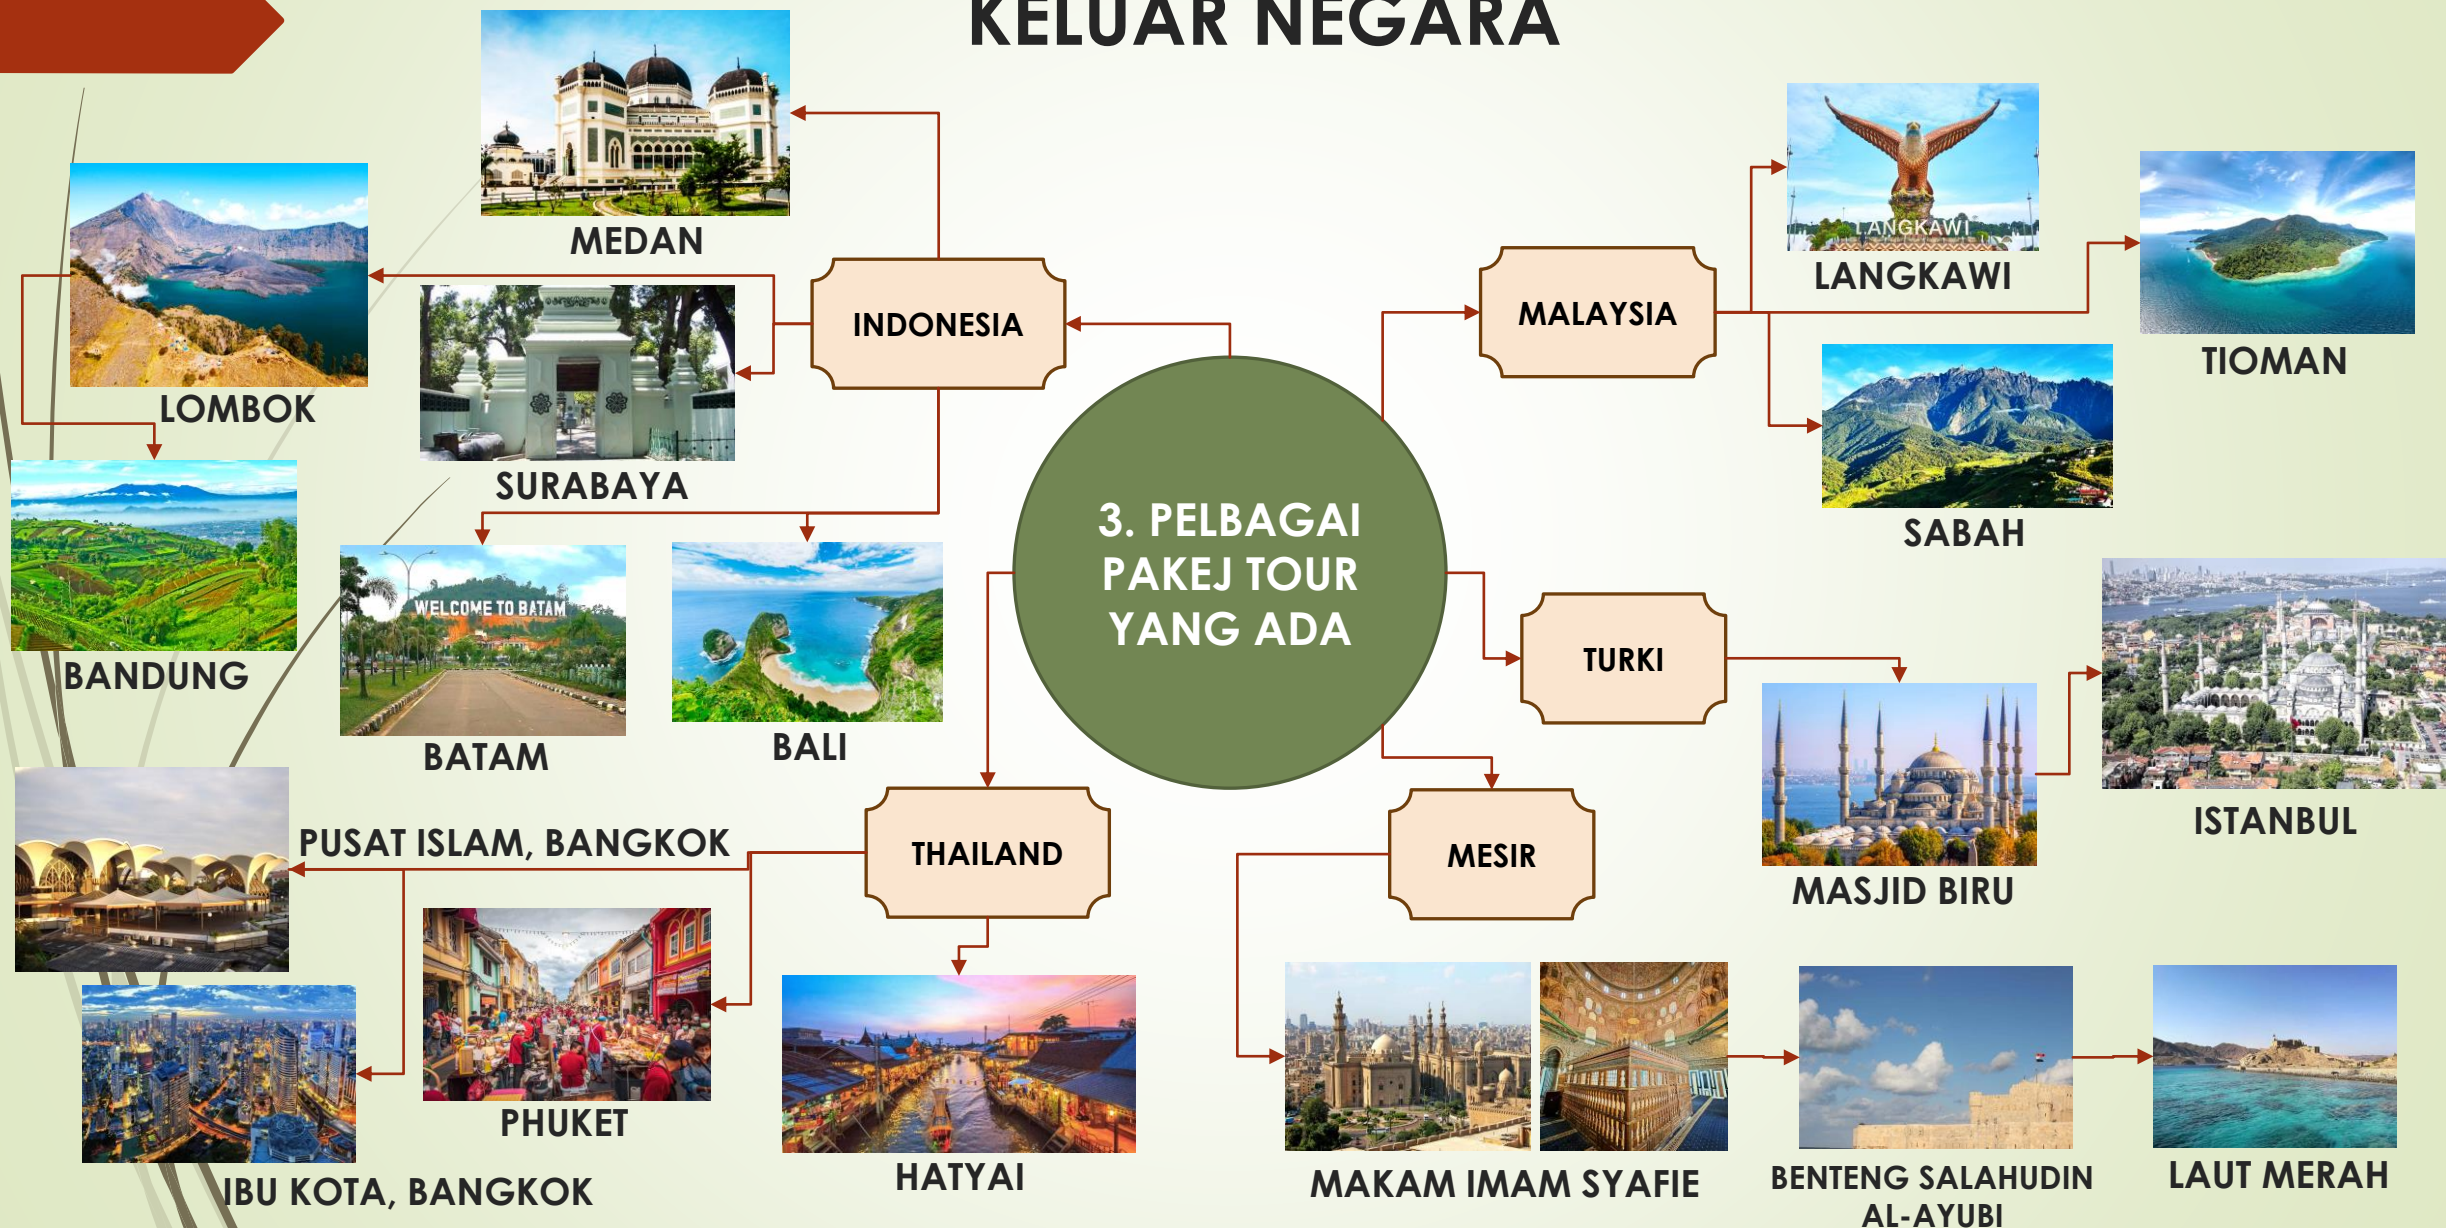 KELUAR NEGARA
MEDAN
LOMBOK
SURABAYA
BANDUNG
WELCOME TO BATAM
BATAM
BALI
INDONESIA
MALAYSIA
LANGKAWI
LANGKAWI
TIOMAN
SABAH
3. PELBAGAI
PAKEJ TOUR
YANG ADA
TURKI
MASJID BIRU
ISTANBUL
THAILAND
PUSAT ISLAM, BANGKOK
IBU KOTA, BANGKOK
PHUKET
HATYAI
MESIR
MAKAM IMAM SYAFIE
BENTENG SALAHUDIN
AL-AYUBI
LAUT MERAH